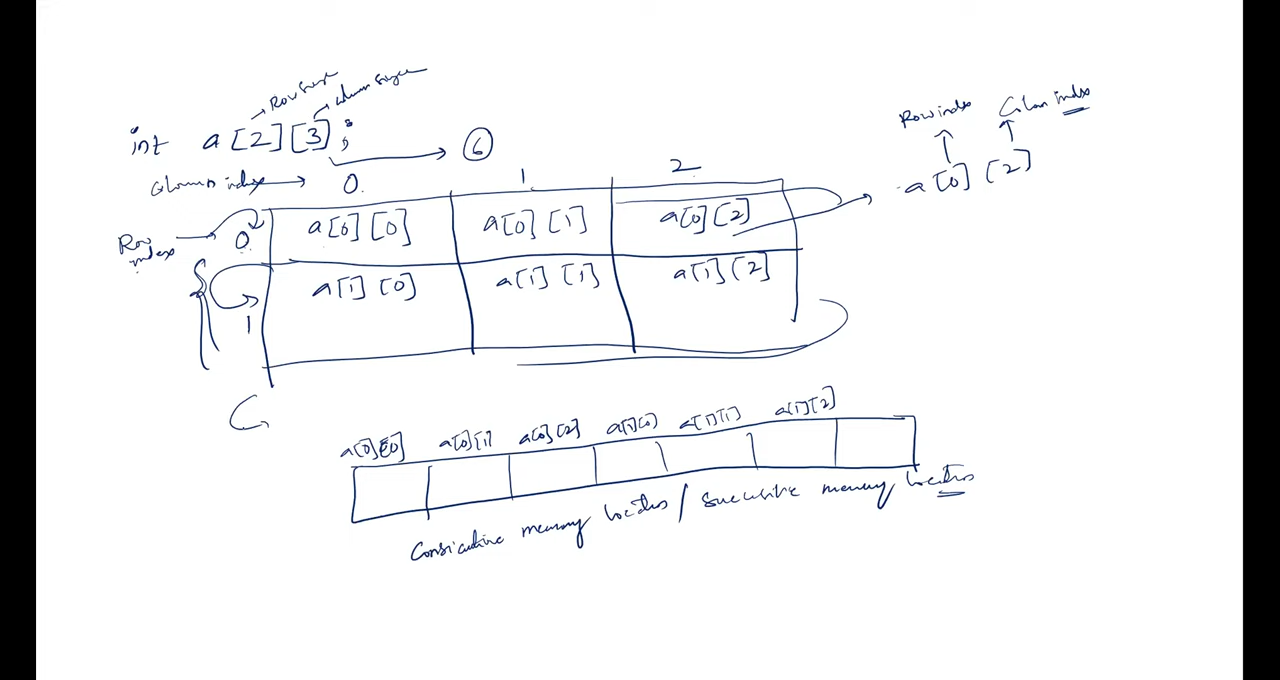 Row size
Column size
int a[2][3];
6
Column index
0
1
2
Row index
Column index
a[0][2]
Row
index
0
a[0][0]
a[0][1]
a[0][2]
1
a[1][0]
a[1][1]
a[1][2]
a[0][0] a[0][1] a[0][2] a[1][0] a[1][1] a[1][2]
memory locations / memory locations